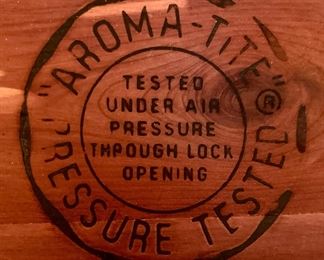 "AROMA-TITE"®
TESTED
UNDER AIR
PRESSURE
THROUGH LOCK
OPENING
PRESSURE TESTED